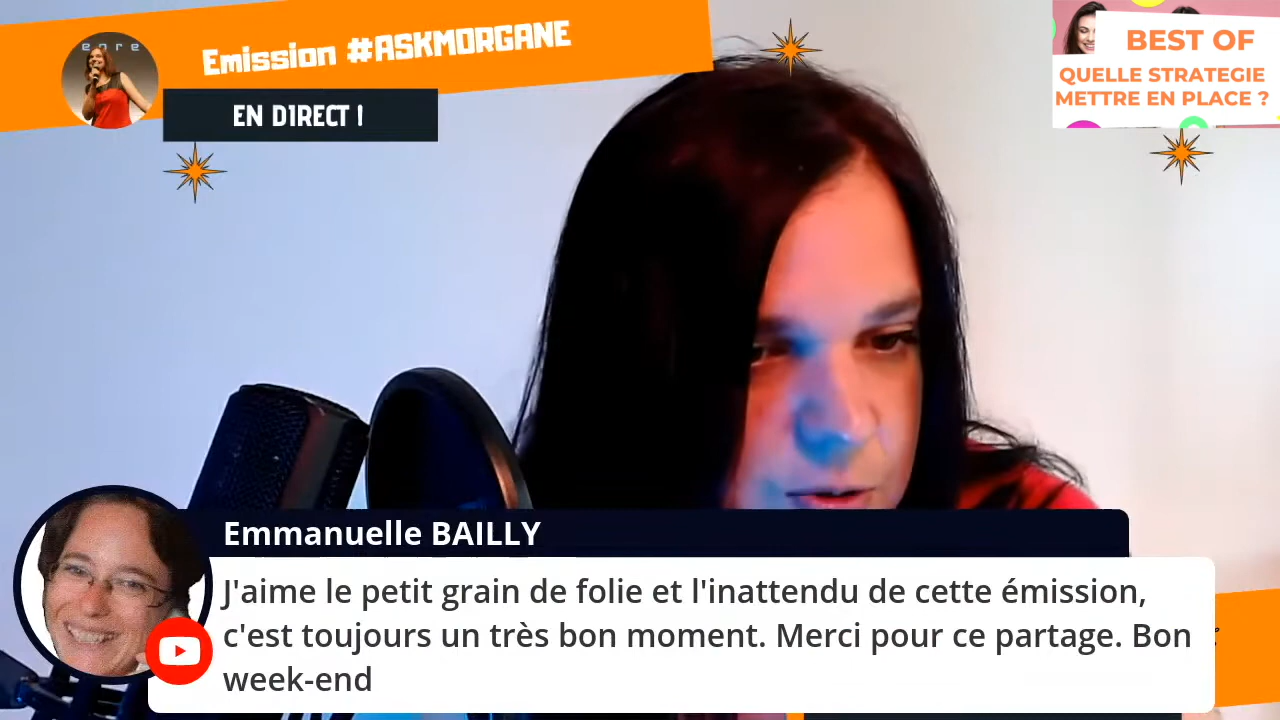 enre
Emission #ASKMORGANE
EN DIRECT !
BEST OF
QUELLE STRATEGIE
METTRE EN PLACE ?
Emmanuelle BAILLY
J'aime le petit grain de folie et l'inattendu de cette émission,
c'est toujours un très bon moment. Merci pour ce partage. Bon
week-end